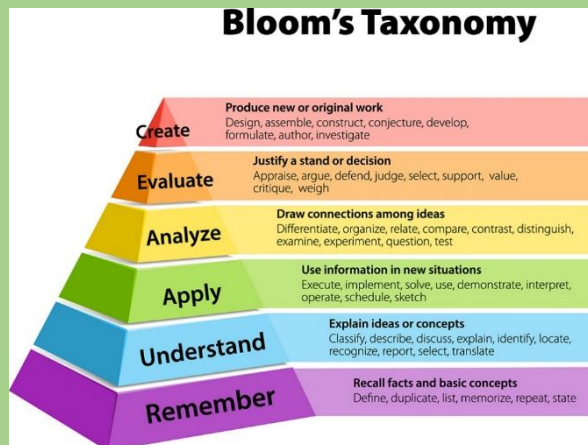 Bloom's Taxonomy
Create
Produce new or original work
Design, assemble, construct, conjecture, develop,
formulate, author, investigate
Evaluate
Justify a stand or decision
Appraise, argue, defend, judge, select, support, value,
critique, weigh
Analyze
Draw connections among ideas
Differentiate, organize, relate, compare, contrast, distinguish,
examine, experiment, question, test
Apply
Use information in new situations
Execute, implement, solve, use, demonstrate, interpret,
operate, schedule, sketch
Understand
Explain ideas or concepts
Classify, describe, discuss, explain, identify, locate,
recognize, report, select, translate
Remember
Recall facts and basic concepts
Define, duplicate, list, memorize, repeat, state